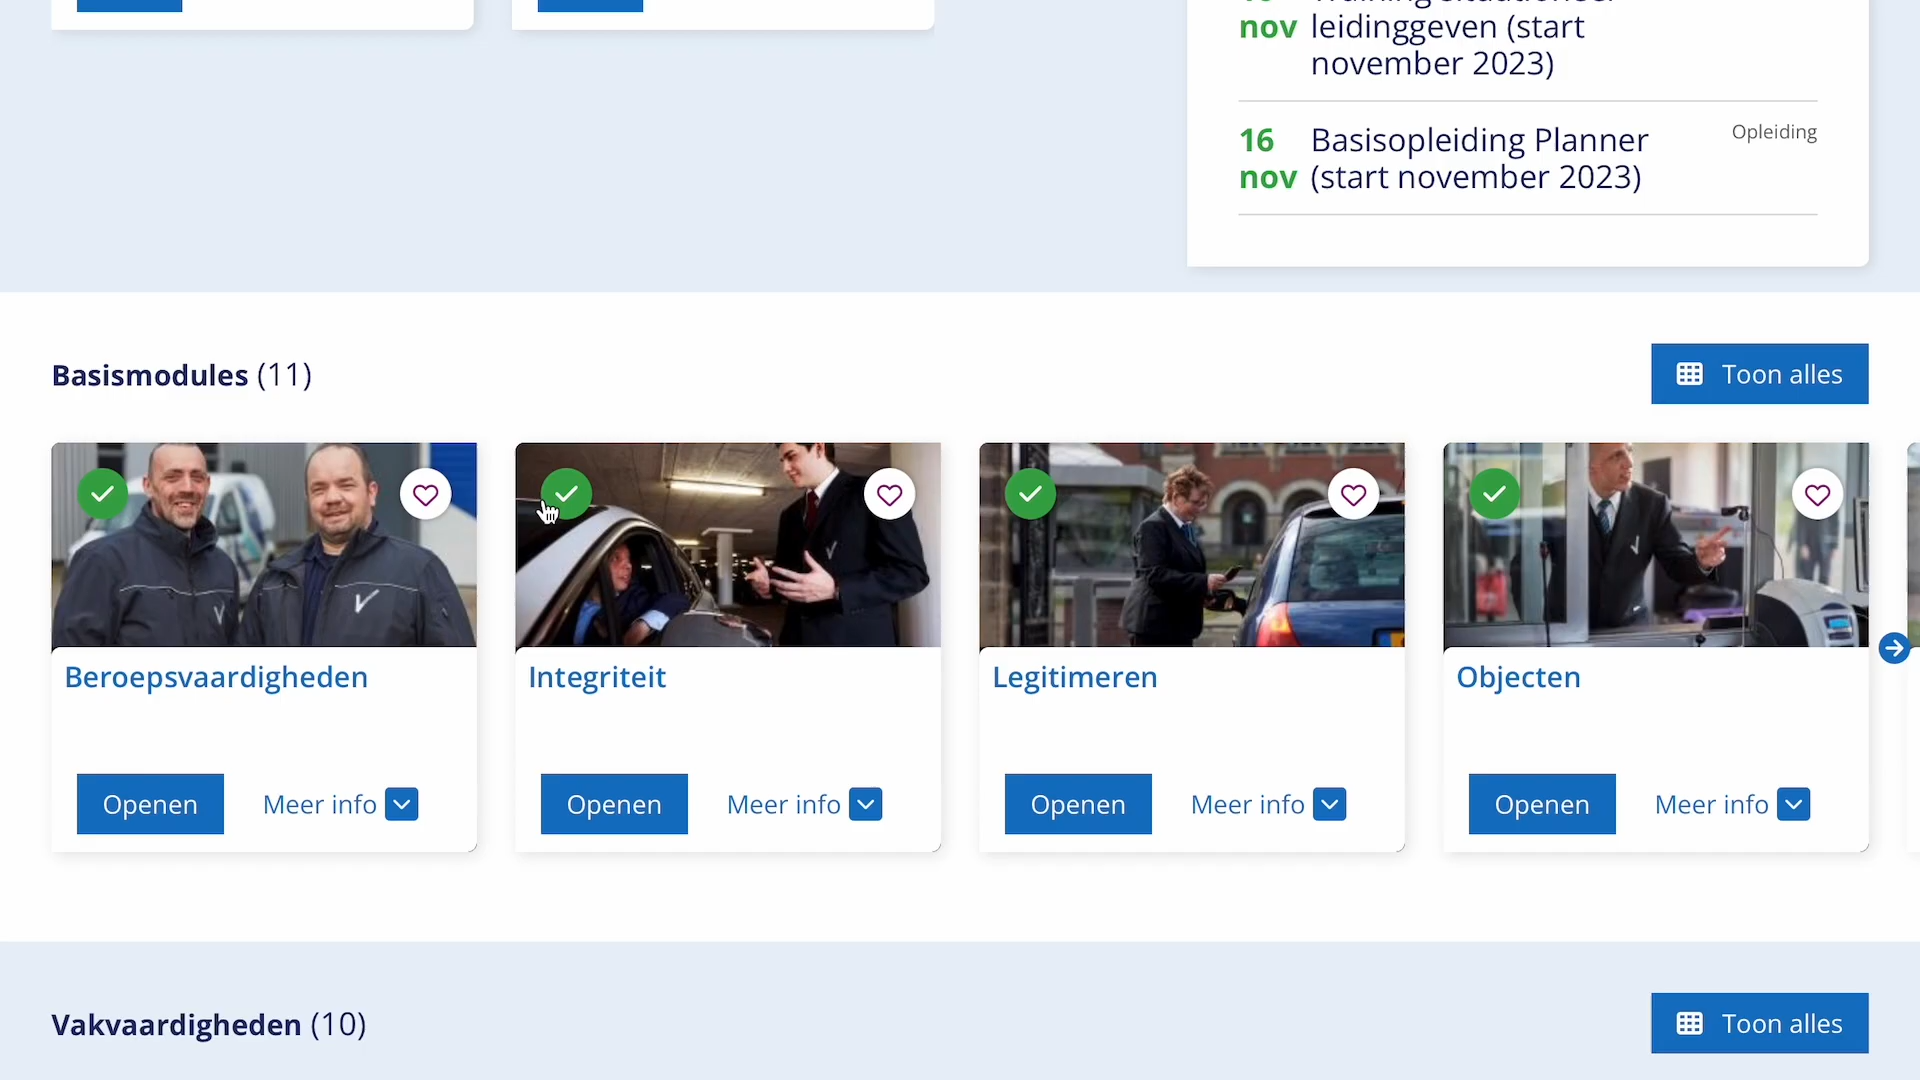 nov leidinggeven (start
november 2023)
16 Basisopleiding Planner Opleiding
nov (start november 2023)
Basismodules (11)
Toon alles
Beroepsvaardigheden
Integriteit
Legitimeren
Objecten
Openen Meer info
Openen Meer info
Openen Meer info
Openen Meer info
Vakvaardigheden (10)
Toon alles